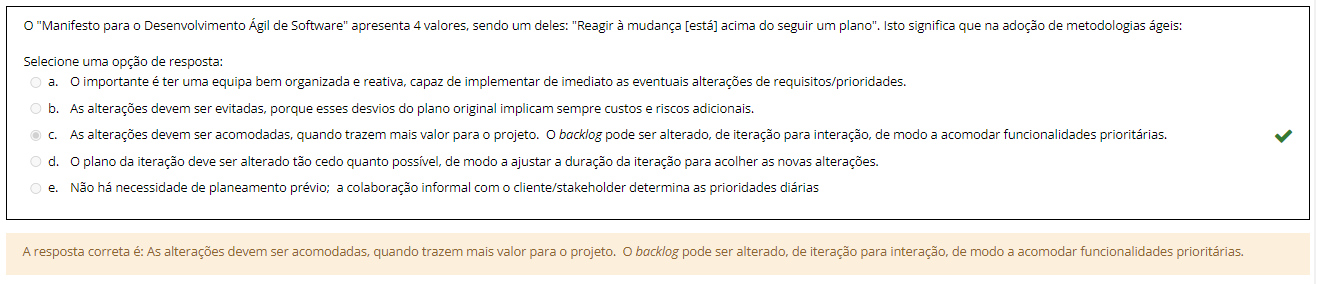 O "Manifesto para o Desenvolvimento Ágil de Software" apresenta 4 valores, sendo um deles: "Reagir à mudança [está] acima do seguir um plano". Isto significa que na adoção de metodologias ágeis:
Selecione uma opção de resposta:
a. O importante é ter uma equipa bem organizada e reativa, capaz de implementar de imediato as eventuais alterações de requisitos/prioridades.
b. As alterações devem ser evitadas, porque esses desvios do plano original implicam sempre custos e riscos adicionais.
c. As alterações devem ser acomodadas, quando trazem mais valor para o projeto. O backlog pode ser alterado, de iteração para interação, de modo a acomodar funcionalidades prioritárias.
d. O plano da iteração deve ser alterado tão cedo quanto possível, de modo a ajustar a duração da iteração para acolher as novas alterações.
e. Não há necessidade de planeamento prévio; a colaboração informal com o cliente/stakeholder determina as prioridades diárias
A resposta correta é: As alterações devem ser acomodadas, quando trazem mais valor para o projeto. O backlog pode ser alterado, de iteração para interação, de modo a acomodar funcionalidades prioritárias.